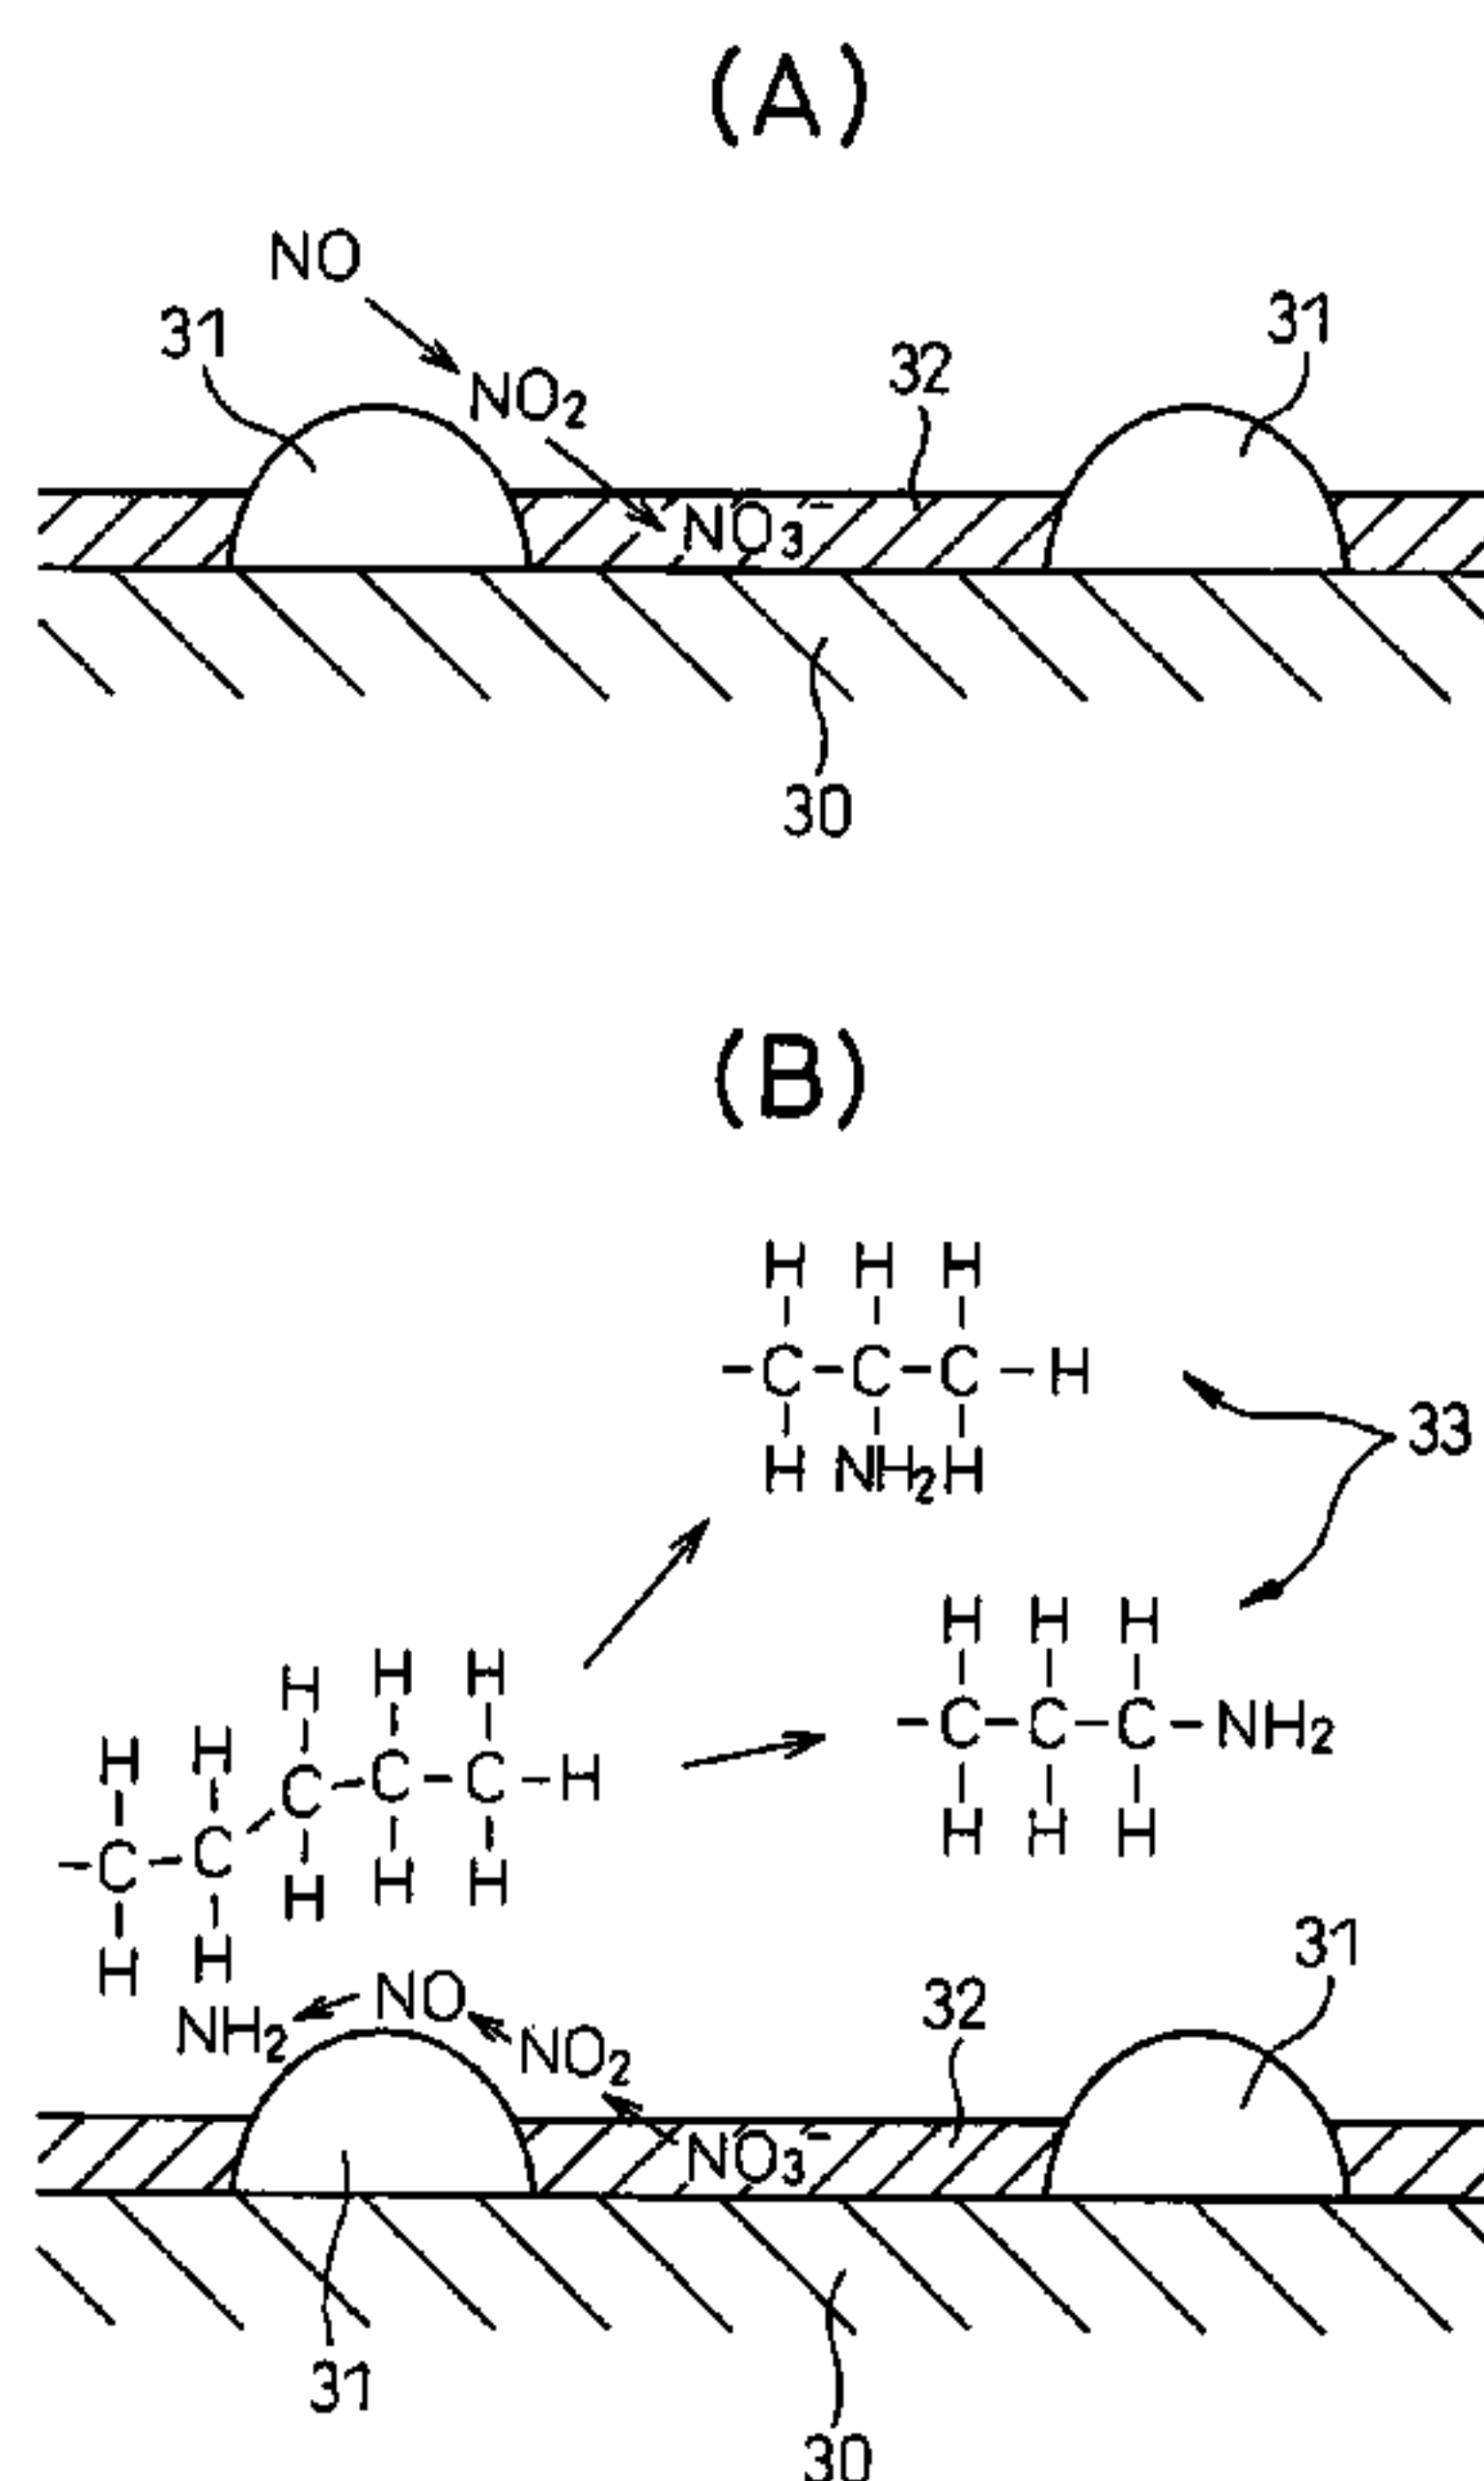 (A)
NO
31
31
NO₂
32
NO₃⁻
30
(B)
H H H
-C-C-C-H
H NH₂ H
33
H H H
-C-C-C-NH₂
H H H
H H H H H
-C-C-C-C-C-H
H H H H H
31
NH₂ NO NO₂
32
NO₃⁻
31
30